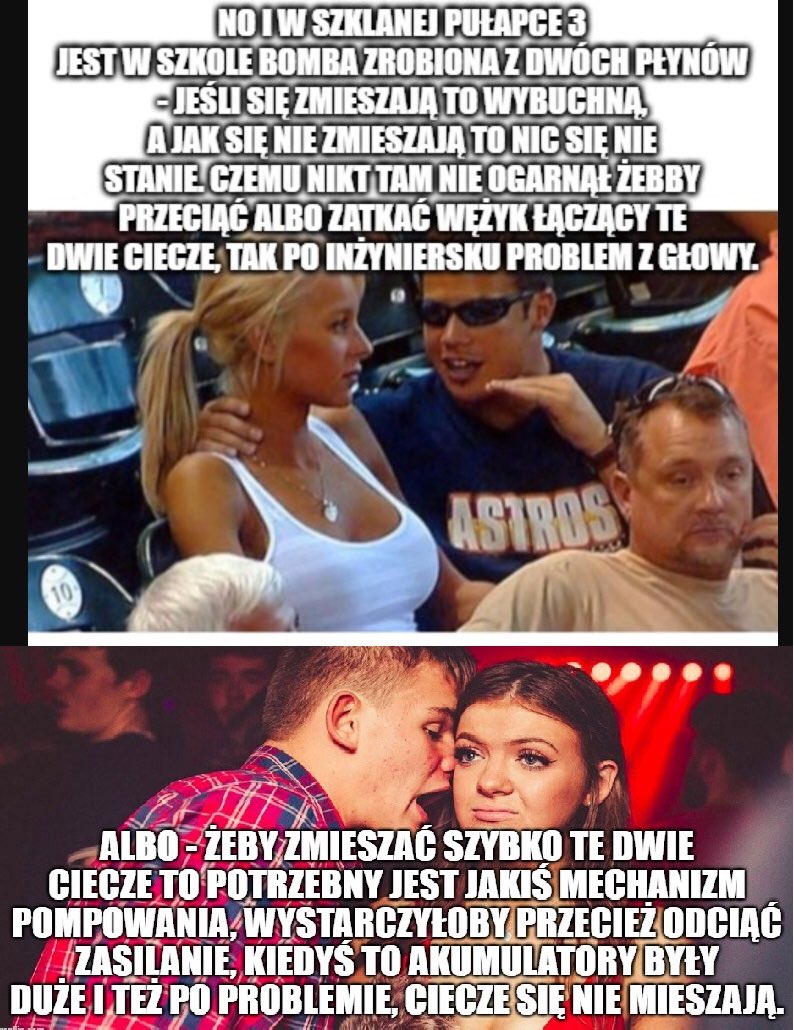 NO I W SZKLANEJ PUŁAPCE 3
JEST W SZKOLE BOMBA ZROBIONA Z DWÓCH PŁYNÓW
- JEŚLI SIĘ ZMIESZAJĄ TO WYBUCHNĄ,
A JAK SIĘ NIE ZMIESZAJĄ TO NIC SIĘ NIE
STANIE. CZEMU NIKT TAM NIE OGARNĄŁ ŻEBBY
PRZECIĄĆ ALBO ZATKAĆ WĘŻYK ŁĄCZĄCY TE
DWIE CIECZE, TAK PO INŻYNIERSKU PROBLEM Z GŁOWY.
ASTROS
10
ALBO - ŻEBY ZMIESZAĆ SZYBKO TE DWIE
CIECZE TO POTRZEBNY JEST JAKIŚ MECHANIZM
POMPOWANIA, WYSTARCZYŁOBY PRZECIEŻ ODCIĄĆ
ZASILANIE, KIEDYŚ TO AKUMULATORY BYŁY
DUŻE I TEŻ PO PROBLEMIE, CIECZE SIĘ NIE MIESZAJĄ.